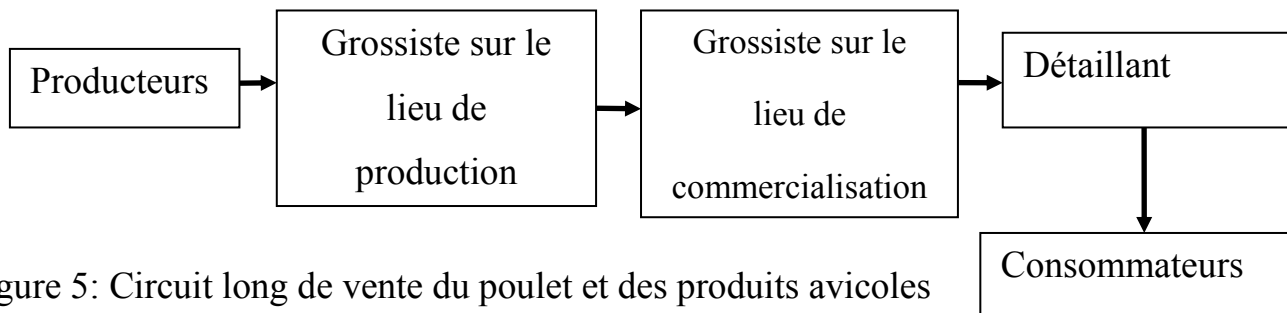 Producteurs
Grossiste sur le
lieu de
production
Grossiste sur le
lieu de
commercialisation
Détaillant
Consommateurs
gure 5: Circuit long de vente du poulet et des produits avicoles